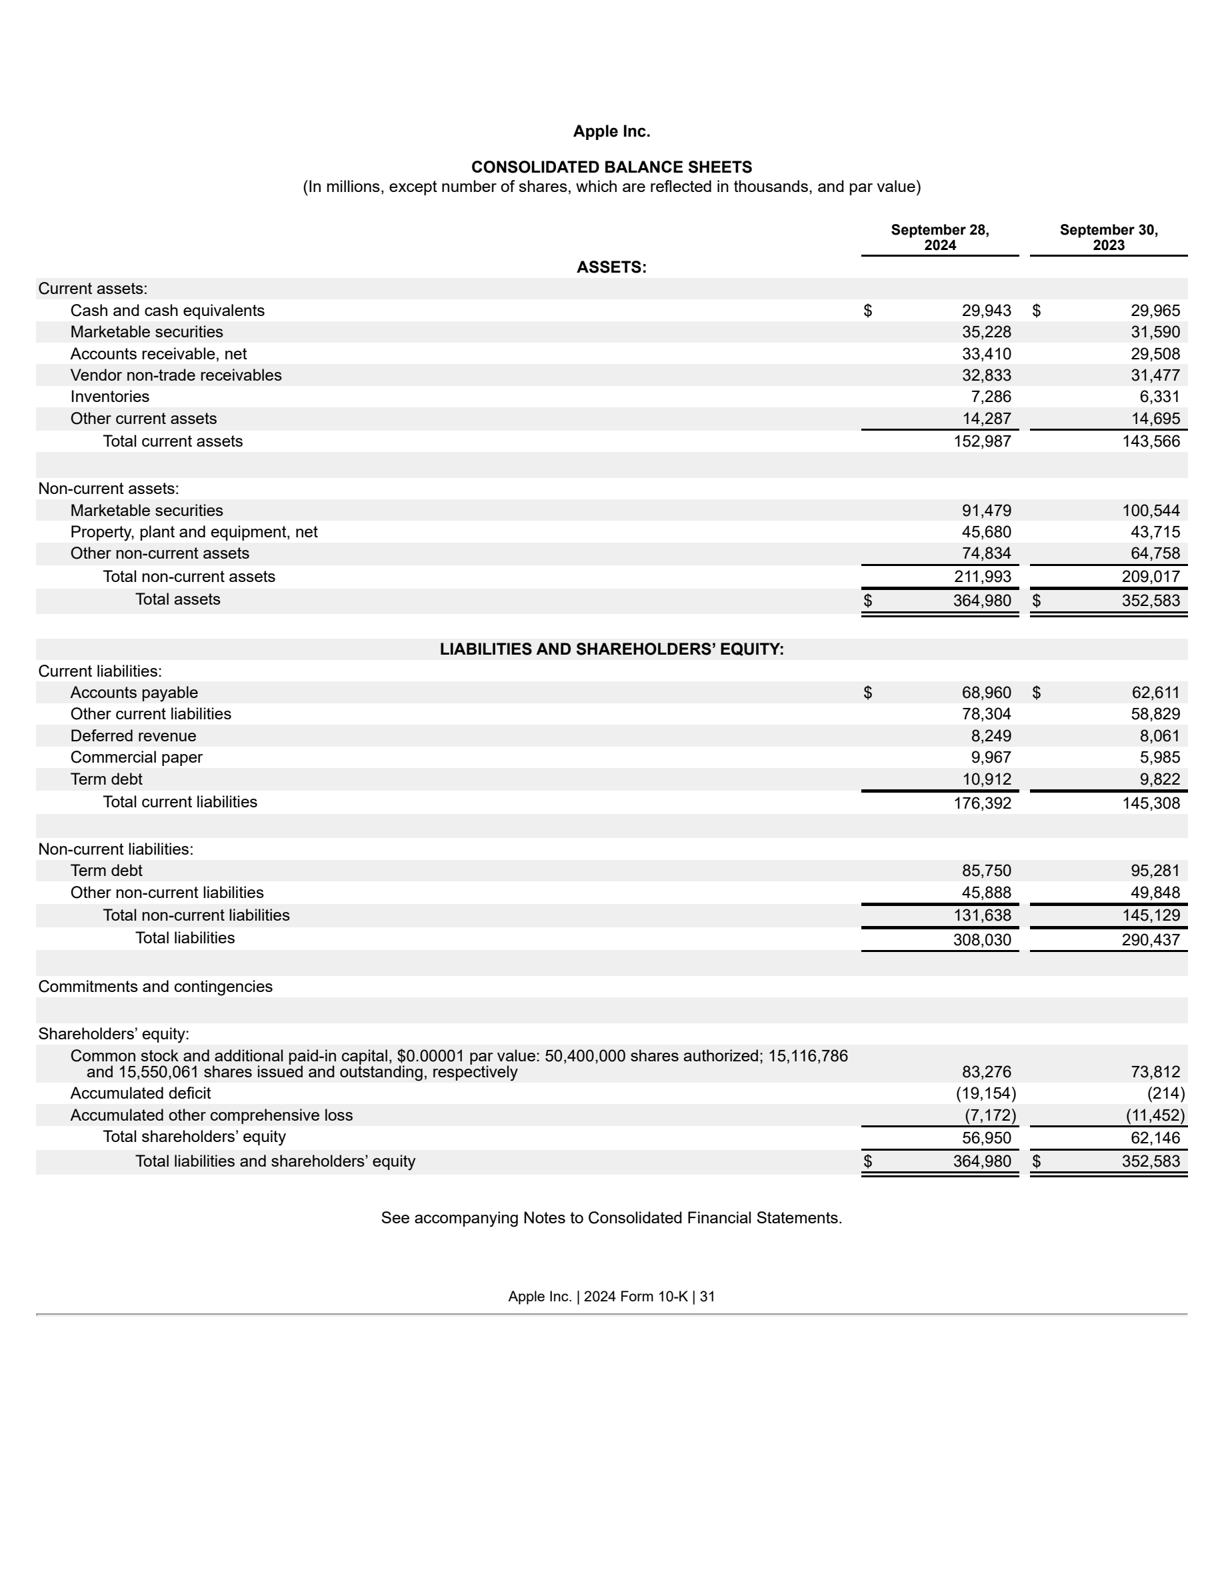 Apple Inc.
CONSOLIDATED BALANCE SHEETS
(In millions, except number of shares, which are reflected in thousands, and par value)
September 28, 2024 September 30, 2023
ASSETS:
Current assets:
Cash and cash equivalents $ 29,943 $ 29,965
Marketable securities 35,228 31,590
Accounts receivable, net 33,410 29,508
Vendor non-trade receivables 32,833 31,477
Inventories 7,286 6,331
Other current assets 14,287 14,695
Total current assets 152,987 143,566
Non-current assets:
Marketable securities 91,479 100,544
Property, plant and equipment, net 45,680 43,715
Other non-current assets 74,834 64,758
Total non-current assets 211,993 209,017
Total assets $ 364,980 $ 352,583
LIABILITIES AND SHAREHOLDERS’ EQUITY:
Current liabilities:
Accounts payable $ 68,960 $ 62,611
Other current liabilities 78,304 58,829
Deferred revenue 8,249 8,061
Commercial paper 9,967 5,985
Term debt 10,912 9,822
Total current liabilities 176,392 145,308
Non-current liabilities:
Term debt 85,750 95,281
Other non-current liabilities 45,888 49,848
Total non-current liabilities 131,638 145,129
Total liabilities 308,030 290,437
Commitments and contingencies
Shareholders’ equity:
Common stock and additional paid-in capital, $0.00001 par value: 50,400,000 shares authorized; 15,116,786
and 15,550,061 shares issued and outstanding, respectively 83,276 73,812
Accumulated deficit (19,154) (214)
Accumulated other comprehensive loss (7,172) (11,452)
Total shareholders’ equity 56,950 62,146
Total liabilities and shareholders’ equity $ 364,980 $ 352,583
See accompanying Notes to Consolidated Financial Statements.
Apple Inc. | 2024 Form 10-K | 31